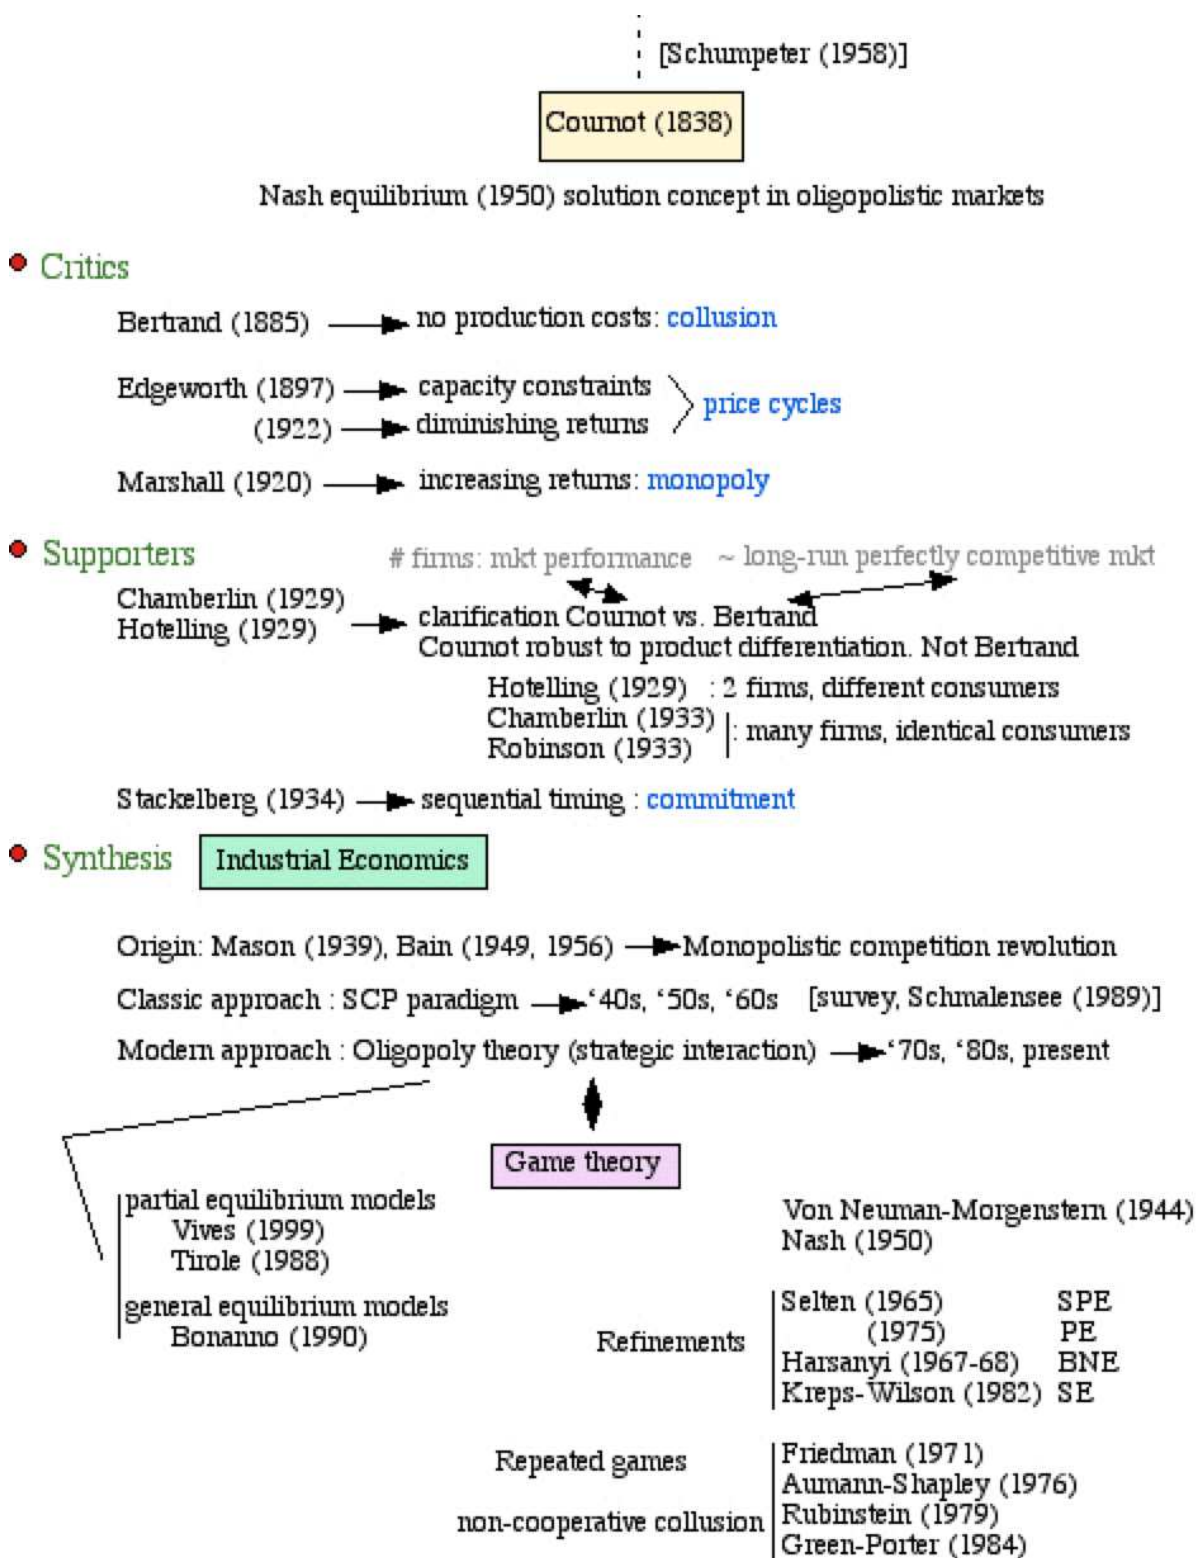 [Schumpeter (1958)]
Cournot (1838)
Nash equilibrium (1950) solution concept in oligopolistic markets
Critics
Bertrand (1885) no production costs: collusion
Edgeworth (1897) capacity constraints
price cycles
(1922) diminishing returns
Marshall (1920) increasing returns: monopoly
Supporters
# firms: mkt performance ~ long-run perfectly competitive mkt
Chamberlin (1929)
Hotelling (1929)
clarification Cournot vs. Bertrand
Cournot robust to product differentiation. Not Bertrand
Hotelling (1929) : 2 firms, different consumers
Chamberlin (1933)
Robinson (1933)
: many firms, identical consumers
Stackelberg (1934) sequential timing : commitment
Synthesis Industrial Economics
Origin: Mason (1939), Bain (1949, 1956) Monopolistic competition revolution
Classic approach : SCP paradigm ‘40s, ‘50s, ‘60s [survey, Schmalensee (1989)]
Modern approach : Oligopoly theory (strategic interaction) ‘70s, ‘80s, present
Game theory
partial equilibrium models
Vives (1999)
Tirole (1988)
general equilibrium models
Bonanno (1990)
Von Neuman-Morgenstern (1944)
Nash (1950)
Refinements
Selten (1965) SPE
(1975) PE
Harsanyi (1967-68) BNE
Kreps-Wilson (1982) SE
Repeated games
non-cooperative collusion
Friedman (1971)
Aumann-Shapley (1976)
Rubinstein (1979)
Green-Porter (1984)